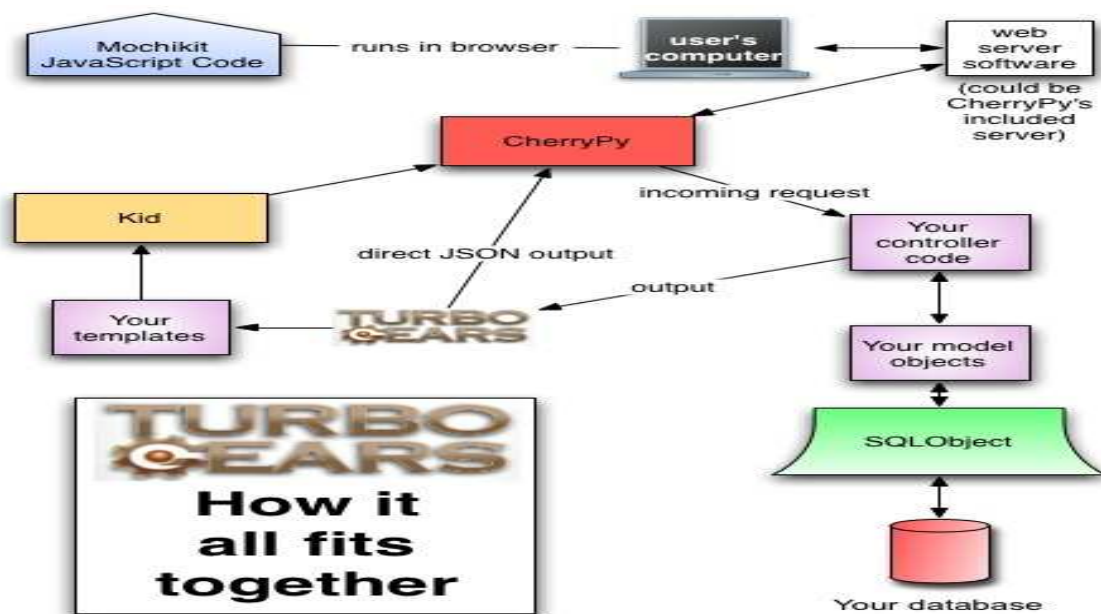 Mochikit
JavaScript Code
runs in browser
user's
computer
web
server
software
(could be
CherryPy's
included
server)
CherryPy
incoming request
Kid
Your
controller
code
direct JSON output
output
Your
templates
TURBO
GEARS
Your model
objects
TURBO
GEARS
How it
all fits
together
SQLObject
Your database